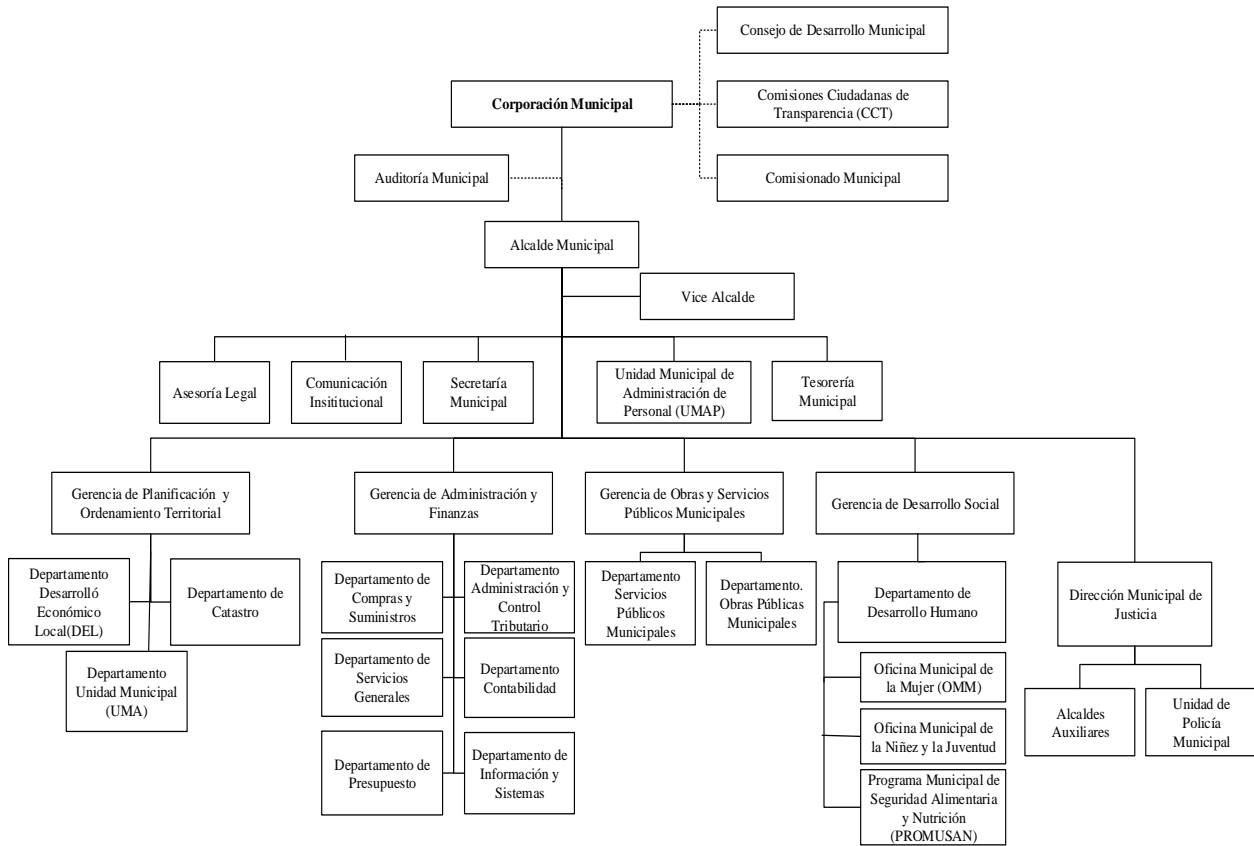 Consejo de Desarrollo Municipal
Corporación Municipal
Comisiones Ciudadanas de
Transparencia (CCT)
Auditoría Municipal
Comisionado Municipal
Alcalde Municipal
Vice Alcalde
Asesoría Legal
Comunicación
Insititucional
Secretaría
Municipal
Unidad Municipal de
Administración de
Personal (UMAP)
Tesorería
Municipal
Gerencia de Planificación y
Ordenamiento Territorial
Gerencia de Administración y
Finanzas
Gerencia de Obras y Servicios
Públicos Municipales
Gerencia de Desarrollo Social
Departamento
Desarrolló
Económico
Local(DEL)
Departamento de
Catastro
Departamento
Unidad Municipal
(UMA)
Departamento de
Compras y
Suministros
Departamento
Administración y
Control
Tributario
Departamento de
Servicios
Generales
Departamento
Contabilidad
Departamento de
Presupuesto
Departamento de
Información y
Sistemas
Departamento
Servicios
Públicos
Municipales
Departamento.
Obras Públicas
Municipales
Departamento de
Desarrollo Humano
Oficina Municipal de
la Mujer (OMM)
Oficina Municipal de
la Niñez y la Juventud
Programa Municipal de
Seguridad Alimentaria
y Nutrición
(PROMUSAN)
Dirección Municipal de
Justicia
Alcaldes
Auxiliares
Unidad de
Policía
Municipal